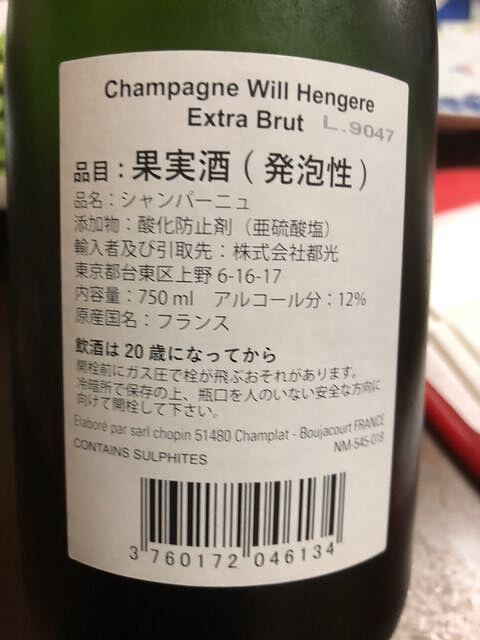 Champagne Will Hengere
Extra Brut L.9047
品目：果実酒（発泡性）
品名：シャンパーニュ
添加物：酸化防止剤（亜硫酸塩）
輸入者及び引取先：株式会社都光
東京都台東区上野 6-16-17
内容量：750 ml アルコール分：12%
原産国名：フランス
飲酒は 20 歳になってから
開栓前にガス圧で栓が飛ぶおそれがあります。
冷暗所で保存の上、瓶口を人のいない安全な方向に
向けて開栓して下さい。
Elaboré par sarl chopin 51480 Champlat - Boujacourt FRANCE
NM-545-018
CONTAINS SULPHITES
3 760172 046134